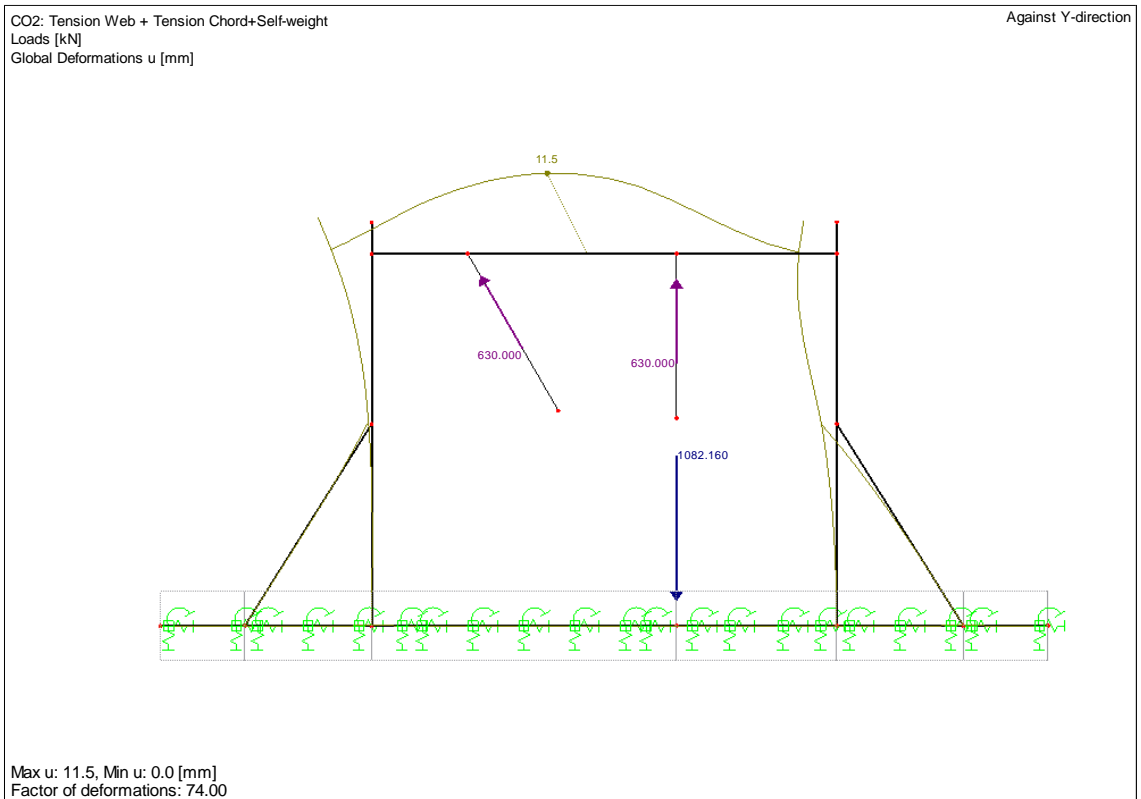 CO2: Tension Web + Tension Chord+Self-weight
Against Y-direction
Loads [kN]
Global Deformations u [mm]
11.5
630.000
630.000
1082.160
Max u: 11.5, Min u: 0.0 [mm]
Factor of deformations: 74.00